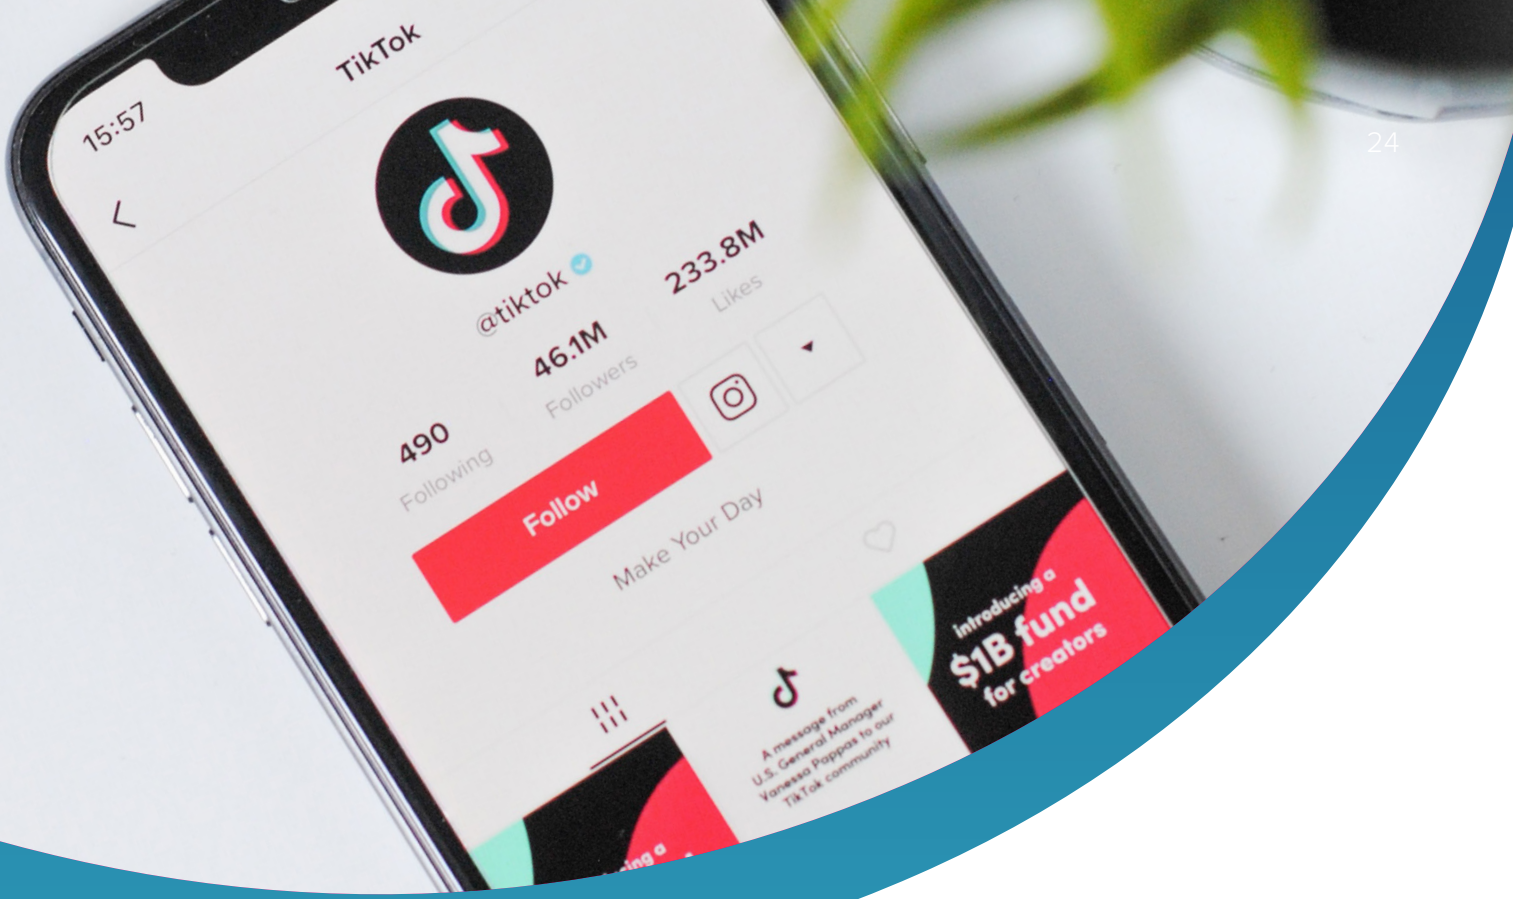 TikTok
15:57
24
@tiktok
490
Following
46.1M
Followers
233.8M
Likes
Follow
Make Your Day
introducing a
$1B fund
for creators
A message from
U.S. General Manager
Vanessa Pappas to our
TikTok community